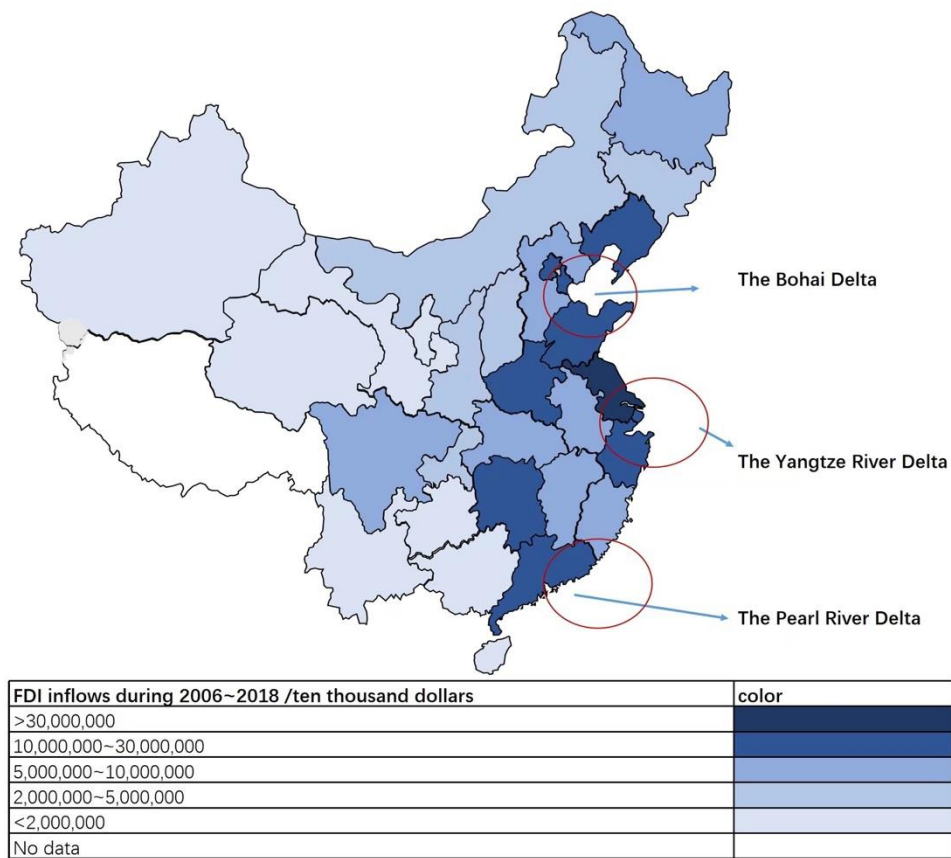 The Bohai Delta
The Yangtze River Delta
The Pearl River Delta
FDI inflows during 2006~2018 /ten thousand dollars color
>30,000,000
10,000,000~30,000,000
5,000,000~10,000,000
2,000,000~5,000,000
<2,000,000
No data